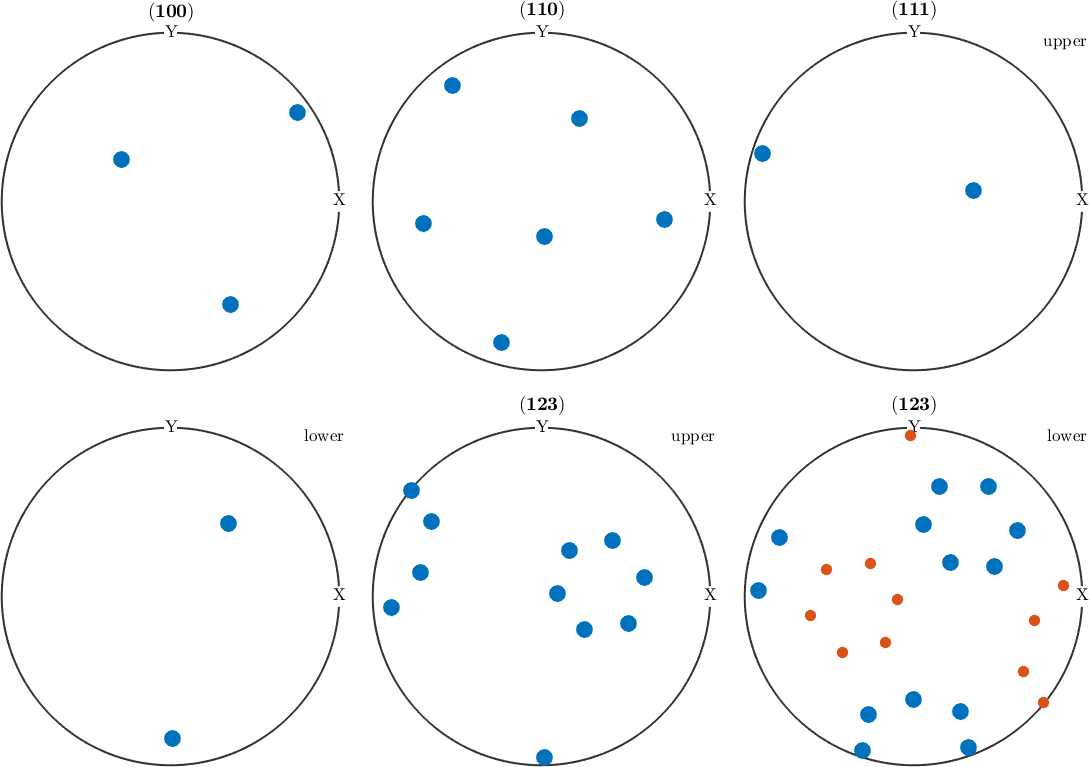 (100)
(110)
(111)
Y
Y
Y
upper
X
X
X
(123)
(123)
Y
lower
Y
upper
Y
lower
X
X
X